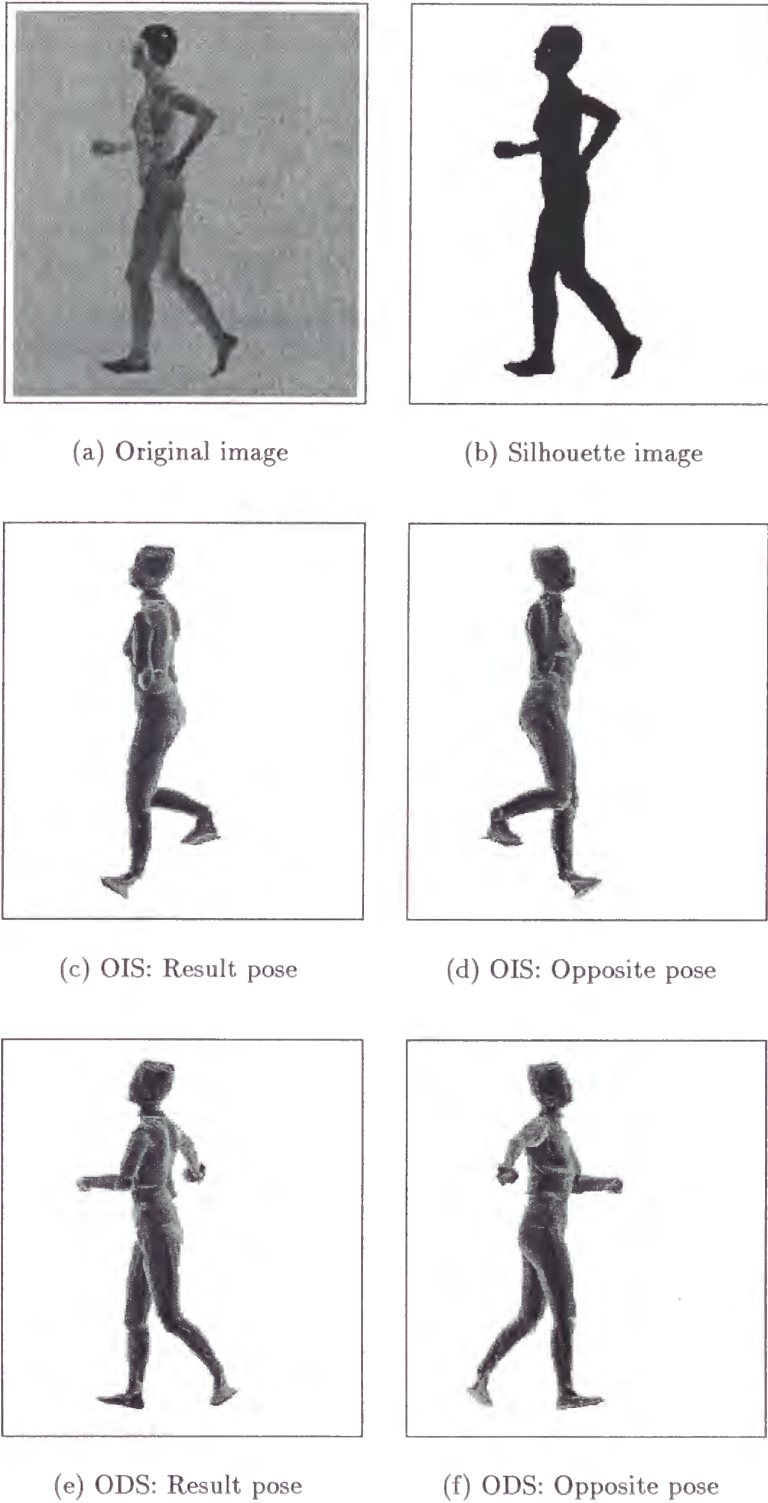 (a) Original image
(b) Silhouette image
(c) OIS: Result pose
(d) OIS: Opposite pose
(e) ODS: Result pose
(f) ODS: Opposite pose